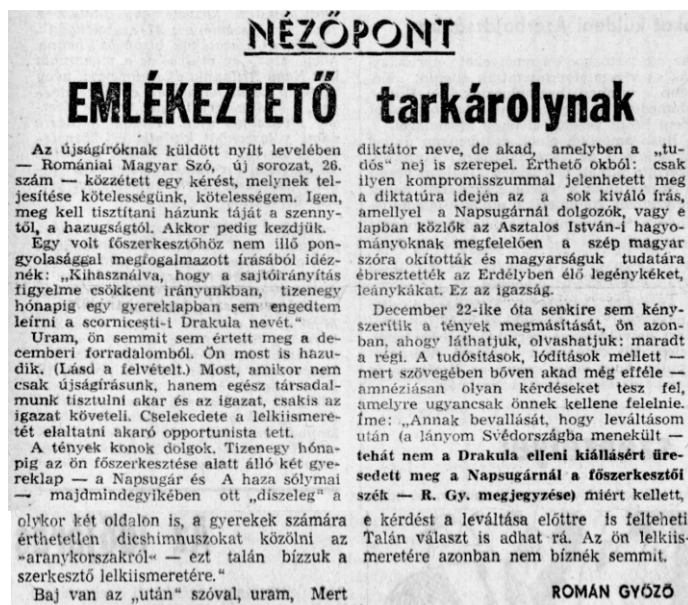 NÉZŐPONT
EMLÉKEZTETŐ tarkárolynak
Az újságíróknak küldött nyílt levelében
— Romániai Magyar Szó, új sorozat, 26.
szám — közzétett egy kérést, melynek tel-
jesítése kötelességünk, kötelességem. Igen,
meg kell tisztítani házunk táját a szenny-
től, a hazugságtól. Akkor pedig kezdjük.
Egy volt főszerkesztőhöz nem illő pon-
gyolasággal megfogalmazott írásából idéz-
nék: „Kihasználva, hogy a sajtóirányítás
figyelme csökkent irányunkban, tizenegy
hónapig egy gyereklapban sem engedtem
leírni a scornicești-i Drakula nevét."
Uram, ön semmit sem értett meg a de-
cemberi forradalomból. Ön most is hazu-
dik. (Lásd a felvételt.) Most, amikor nem
csak újságírásunk, hanem egész társadal-
munk tisztulni akar és az igazat, csakis az
igazat követeli. Cselekedete a lelkiismere-
tét elaltatni akaró opportunista tett.
A tények konok dolgok. Tizenegy hóna-
pig az ön főszerkesztése alatt álló két gye-
reklap — a Napsugár és A haza sólymai
— majdmindegyikében ott „díszeleg" a
olykor két oldalon is, a gyerekek számára
érthetetlen dicshimnuszokat közölni az
»aranykorszakról« — ezt talán bízzuk a
szerkesztő lelkiismeretére."
Baj van az „után" szóval, uram, Mert
diktátor neve, de akad, amelyben a „tu-
dós" nej is szerepel. Érthető okból: csak
ilyen kompromisszummal jelenhetett meg
a diktatúra idején az a sok kiváló írás,
amellyel a Napsugárnál dolgozók, vagy e
lapban közlők az Asztalos István-i hagyo-
mányoknak megfelelően a szép magyar
szóra okították és magyarságuk tudatára
ébresztették az Erdélyben élő legénykéket,
leánykákat. Ez az igazság.
December 22-ike óta senkire sem kény-
szerítik a tények megmásítását, ön azon-
ban, ahogy láthatjuk, olvashatjuk: maradt
a régi. A tudósítások, lódítások mellett —
mert szövegében bőven akad még efféle —
amnéziásan olyan kérdéseket tesz fel,
amelyre ugyancsak önnek kellene felelnie.
Íme: „Annak bevallását, hogy leváltásom
után (a lányom Svédországba menekült —
tehát nem a Drakula elleni kiállásért üre-
sedett meg a Napsugárnál a főszerkesztői
szék — R. Gy. megjegyzése) miért kellett,
e kérdést a leváltása előttre is felteheti
Talán választ is adhat rá. Az ön lelkiis-
meretére azonban nem bíznék semmit.
ROMÁN GYŐZŐ